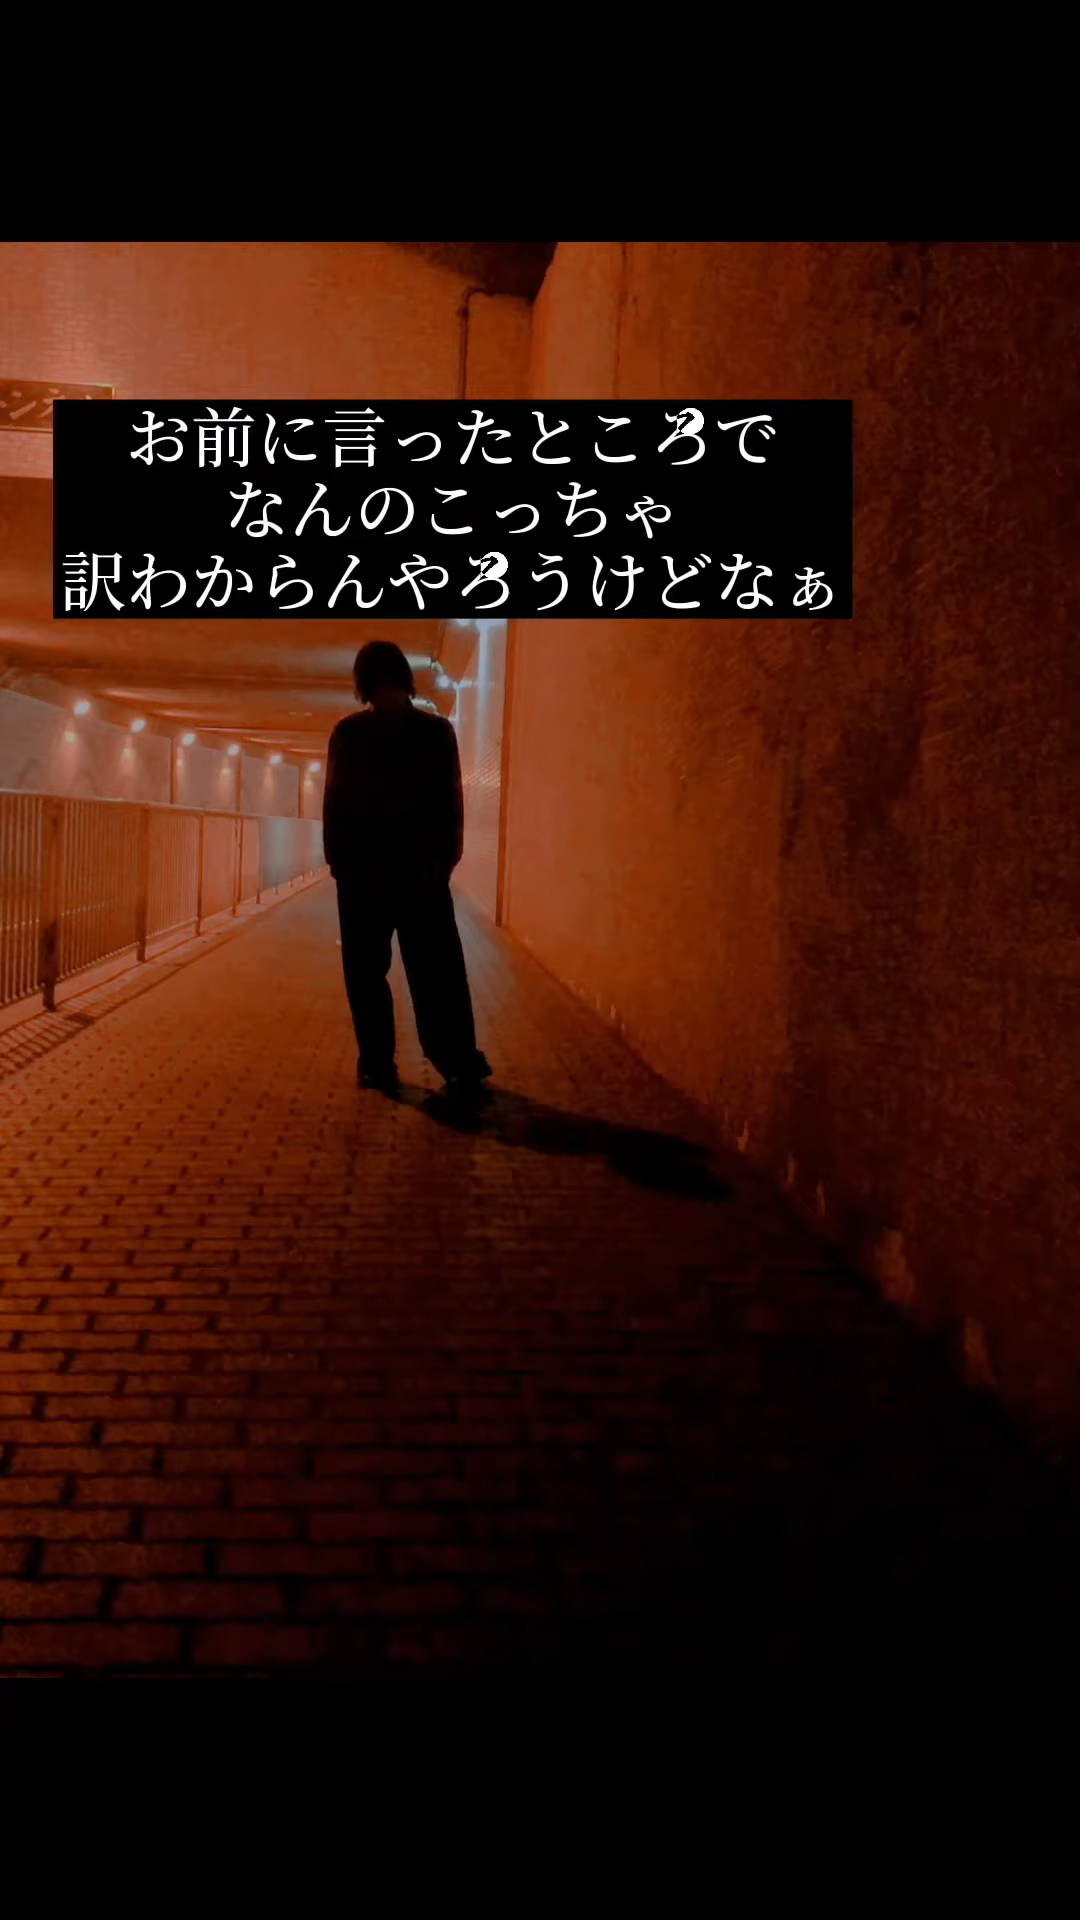 お前に言ったところで
なんのこっちゃ
訳わからんやろうけどなぁ